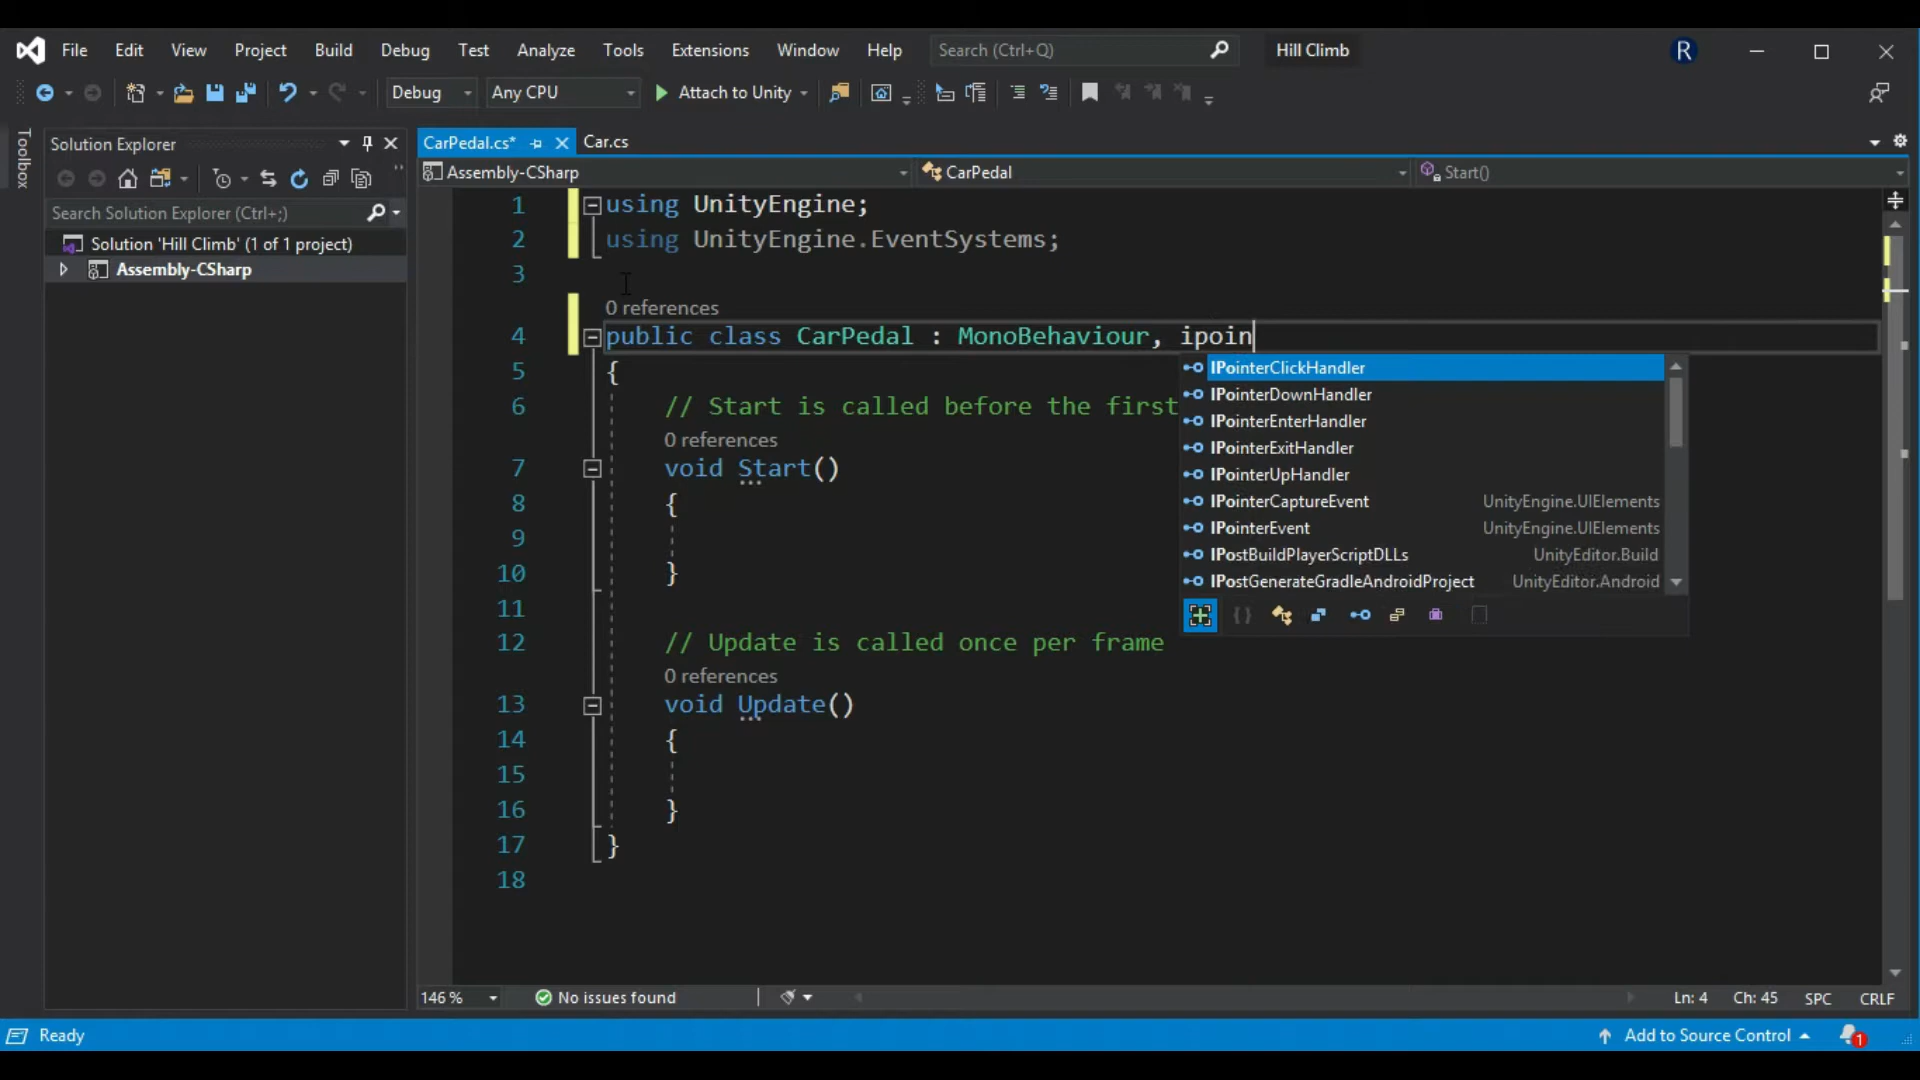 File Edit View Project Build Debug Test Analyze Tools Extensions Window Help Search (Ctrl+Q) Hill Climb R
Debug Any CPU Attach to Unity
Toolbox
Solution Explorer
Search Solution Explorer (Ctrl+;)
Solution 'Hill Climb' (1 of 1 project)
Assembly-CSharp
CarPedal.cs* Car.cs
Assembly-CSharp CarPedal Start()
1 using UnityEngine;
2 using UnityEngine.EventSystems;
3
0 references
4 public class CarPedal : MonoBehaviour, ipoin
5 {
6 // Start is called before the first
0 references
7 void Start()
8 {
9
10 }
11
12 // Update is called once per frame
0 references
13 void Update()
14 {
15
16 }
17 }
18
IPointerClickHandler
IPointerDownHandler
IPointerEnterHandler
IPointerExitHandler
IPointerUpHandler
IPointerCaptureEvent UnityEngine.UIElements
IPointerEvent UnityEngine.UIElements
IPostBuildPlayerScriptDLLs UnityEditor.Build
IPostGenerateGradleAndroidProject UnityEditor.Android
146 % No issues found Ln: 4 Ch: 45 SPC CRLF
Ready Add to Source Control 1